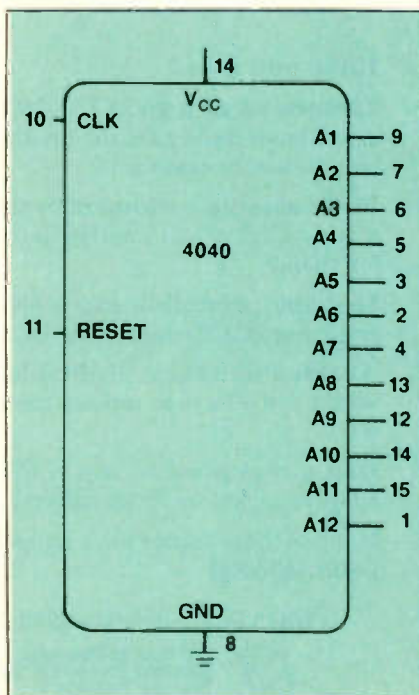 14
VCC
10 CLK
A1 9
A2 7
A3 6
4040
A4 5
A5 3
A6 2
11 RESET
A7 4
A8 13
A9 12
A10 14
A11 15
A12 1
GND
8